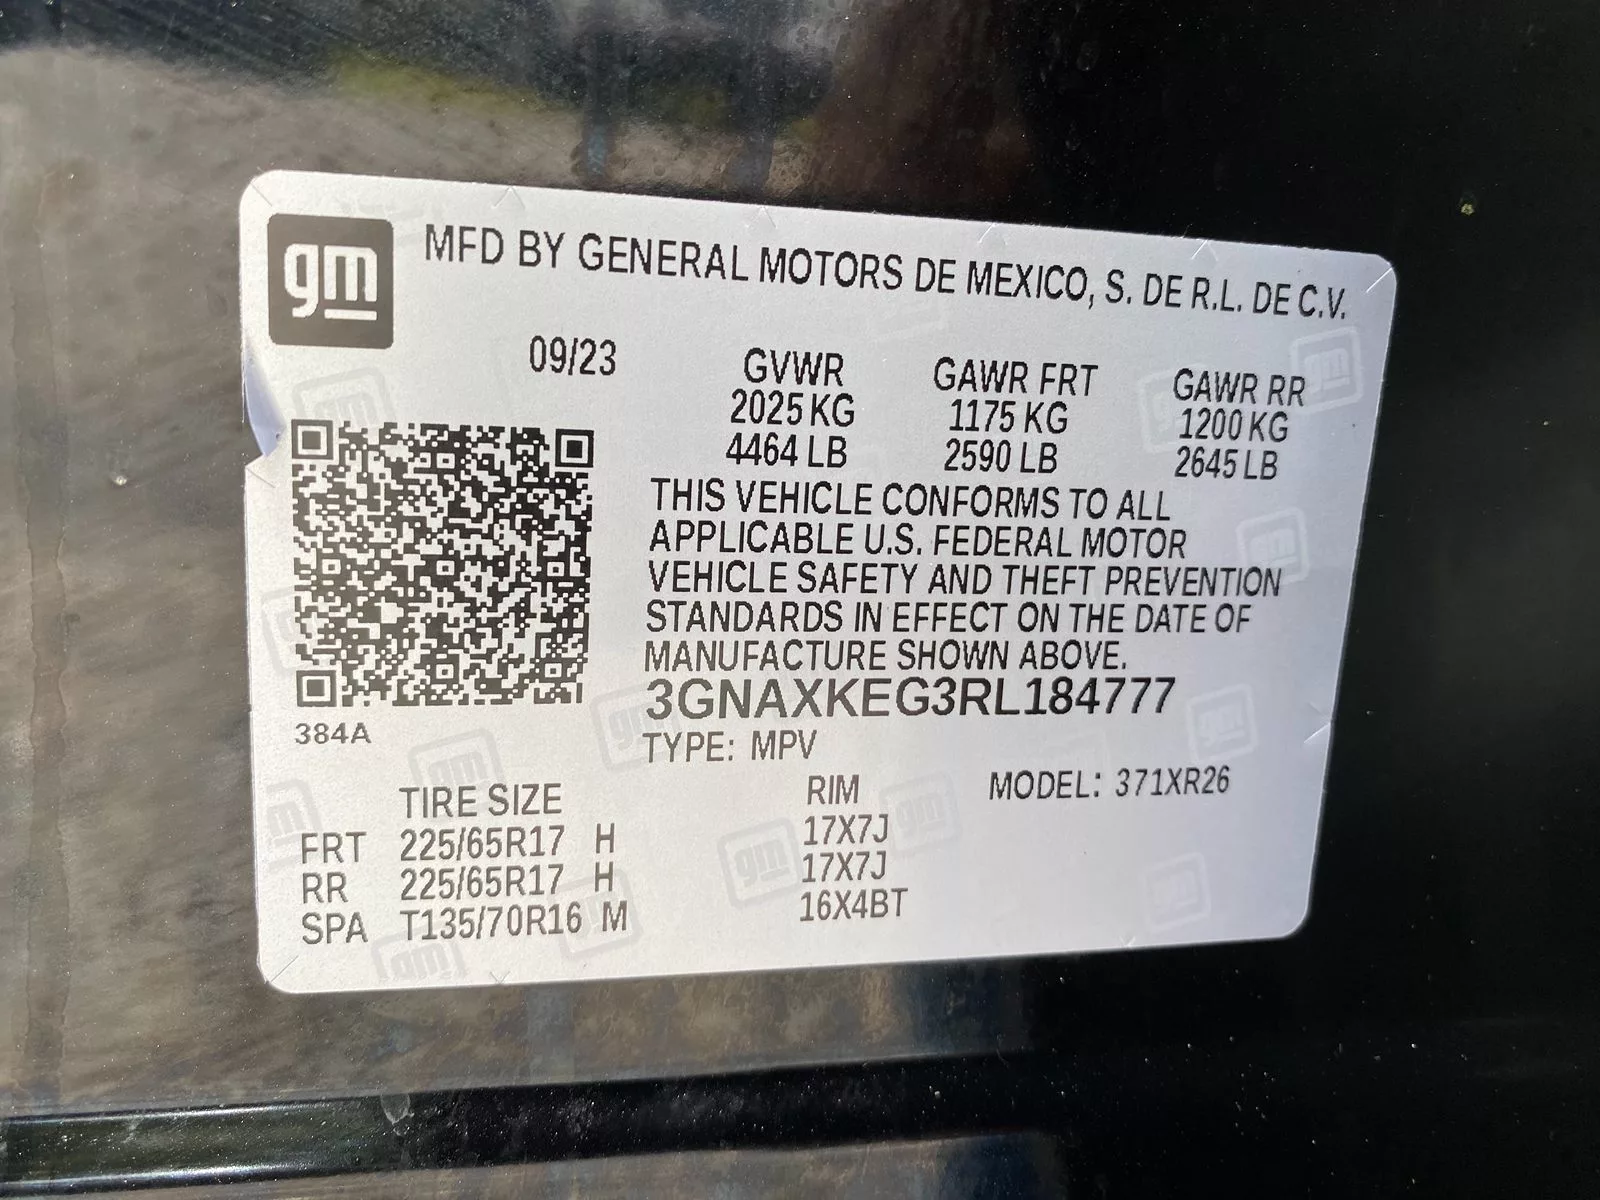 gm
MFD BY GENERAL MOTORS DE MEXICO, S. DE R.L. DE C.V.
09/23
GVWR GAWR FRT GAWR RR
2025 KG 1175 KG 1200 KG
4464 LB 2590 LB 2645 LB
THIS VEHICLE CONFORMS TO ALL
APPLICABLE U.S. FEDERAL MOTOR
VEHICLE SAFETY AND THEFT PREVENTION
STANDARDS IN EFFECT ON THE DATE OF
MANUFACTURE SHOWN ABOVE.
3GNAXKEG3RL184777
384A
TYPE: MPV
TIRE SIZE RIM MODEL: 371XR26
FRT 225/65R17 H 17X7J
RR 225/65R17 H 17X7J
SPA T135/70R16 M 16X4BT